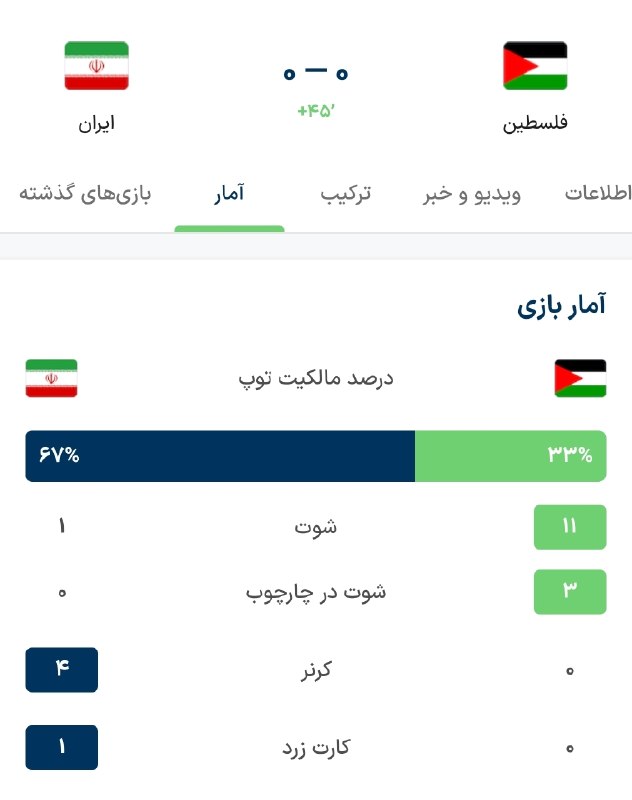 فلسطین
۰ – ۰
+۴۵′
ایران
اطلاعات ویدیو و خبر ترکیب آمار بازی‌های گذشته
آمار بازی
درصد مالکیت توپ
۳۳% ۶۷%
۱۱ شوت ۱
۳ شوت در چارچوب ۰
۰ کرنر ۴
۰ کارت زرد ۱